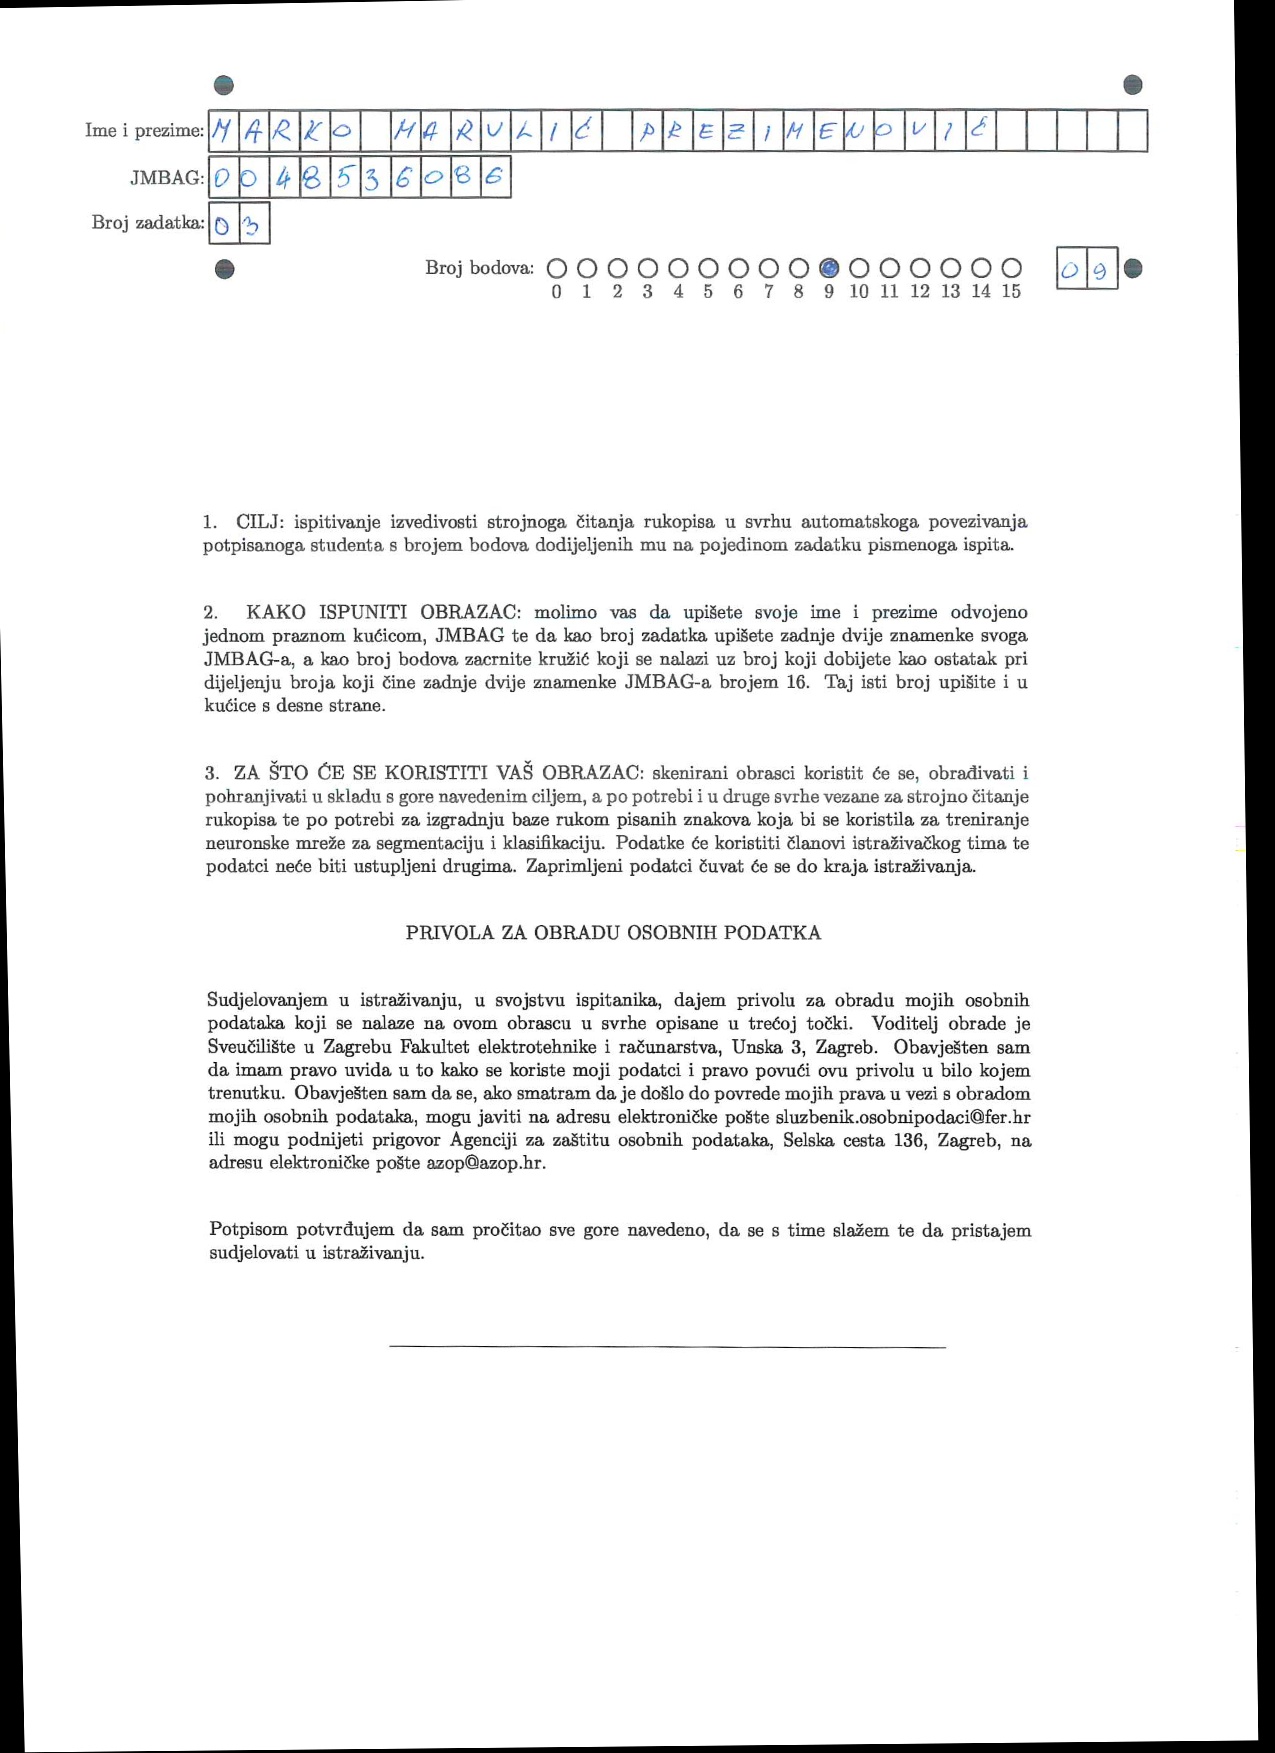 Ime i prezime: MARKO MARULIĆ PREZIMENOVIĆ
JMBAG: 0048536086
Broj zadatka: 03
Broj bodova: 09
0 1 2 3 4 5 6 7 8 9 10 11 12 13 14 15
1. CILJ: ispitivanje izvedivosti strojnoga čitanja rukopisa u svrhu automatskoga povezivanja
potpisanoga studenta s brojem bodova dodijeljenih mu na pojedinom zadatku pismenoga ispita.
2. KAKO ISPUNITI OBRAZAC: molimo vas da upišete svoje ime i prezime odvojeno
jednom praznom kućicom, JMBAG te da kao broj zadatka upišete zadnje dvije znamenke svoga
JMBAG-a, a kao broj bodova zacrnite kružić koji se nalazi uz broj koji dobijete kao ostatak pri
dijeljenju broja koji čine zadnje dvije znamenke JMBAG-a brojem 16. Taj isti broj upišite i u
kućice s desne strane.
3. ZA ŠTO ĆE SE KORISTITI VAŠ OBRAZAC: skenirani obrasci koristit će se, obrađivati i
pohranjivati u skladu s gore navedenim ciljem, a po potrebi i u druge svrhe vezane za strojno čitanje
rukopisa te po potrebi za izgradnju baze rukom pisanih znakova koja bi se koristila za treniranje
neuronske mreže za segmentaciju i klasifikaciju. Podatke će koristiti članovi istraživačkog tima te
podatci neće biti ustupljeni drugima. Zaprimljeni podatci čuvat će se do kraja istraživanja.
PRIVOLA ZA OBRADU OSOBNIH PODATKA
Sudjelovanjem u istraživanju, u svojstvu ispitanika, dajem privolu za obradu mojih osobnih
podataka koji se nalaze na ovom obrascu u svrhe opisane u trećoj točki. Voditelj obrade je
Sveučilište u Zagrebu Fakultet elektrotehnike i računarstva, Unska 3, Zagreb. Obavješten sam
da imam pravo uvida u to kako se koriste moji podatci i pravo povući ovu privolu u bilo kojem
trenutku. Obavješten sam da se, ako smatram da je došlo do povrede mojih prava u vezi s obradom
mojih osobnih podataka, mogu javiti na adresu elektroničke pošte sluzbenik.osobnipodaci@fer.hr
ili mogu podnijeti prigovor Agenciji za zaštitu osobnih podataka, Selska cesta 136, Zagreb, na
adresu elektroničke pošte azop@azop.hr.
Potpisom potvrđujem da sam pročitao sve gore navedeno, da se s time slažem te da pristajem
sudjelovati u istraživanju.